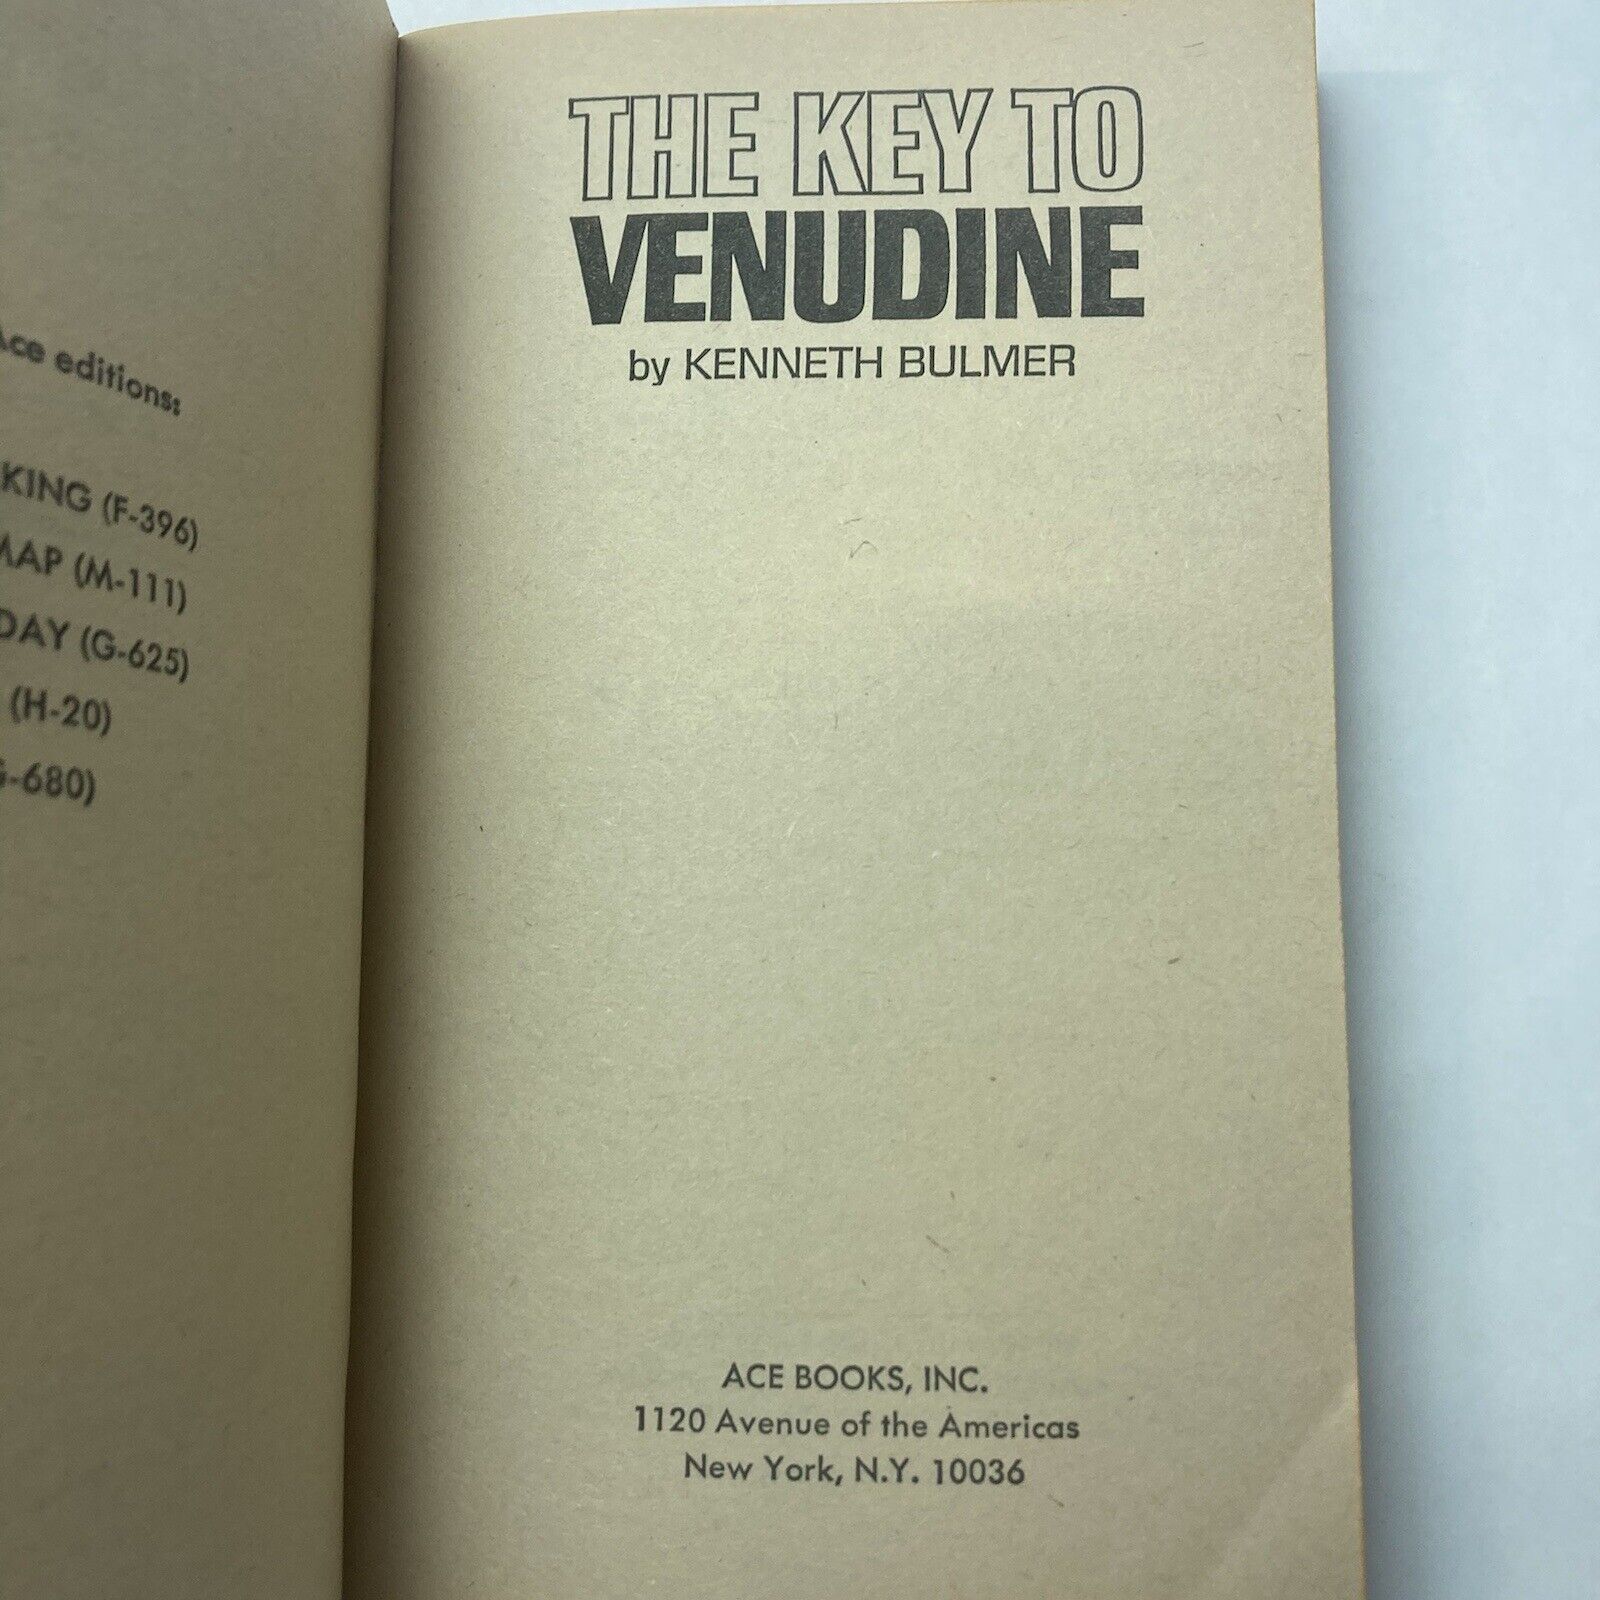 Ace editions:
KING (F-396)
MAP (M-111)
DAY (G-625)
(H-20)
G-680)
THE KEY TO
VENUDINE
by KENNETH BULMER
ACE BOOKS, INC.
1120 Avenue of the Americas
New York, N.Y. 10036